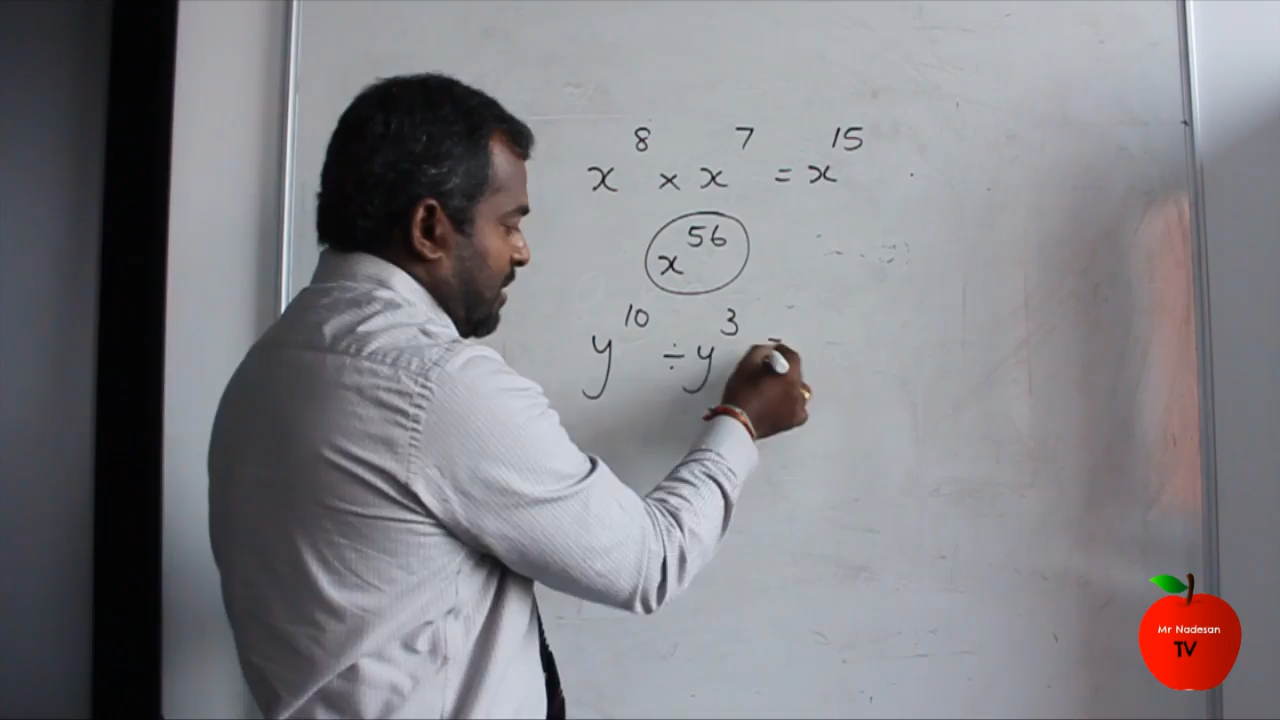 x⁸ × x⁷ = x¹⁵
x⁵⁶
y¹⁰ ÷ y³ =
Mr Nadesan
TV